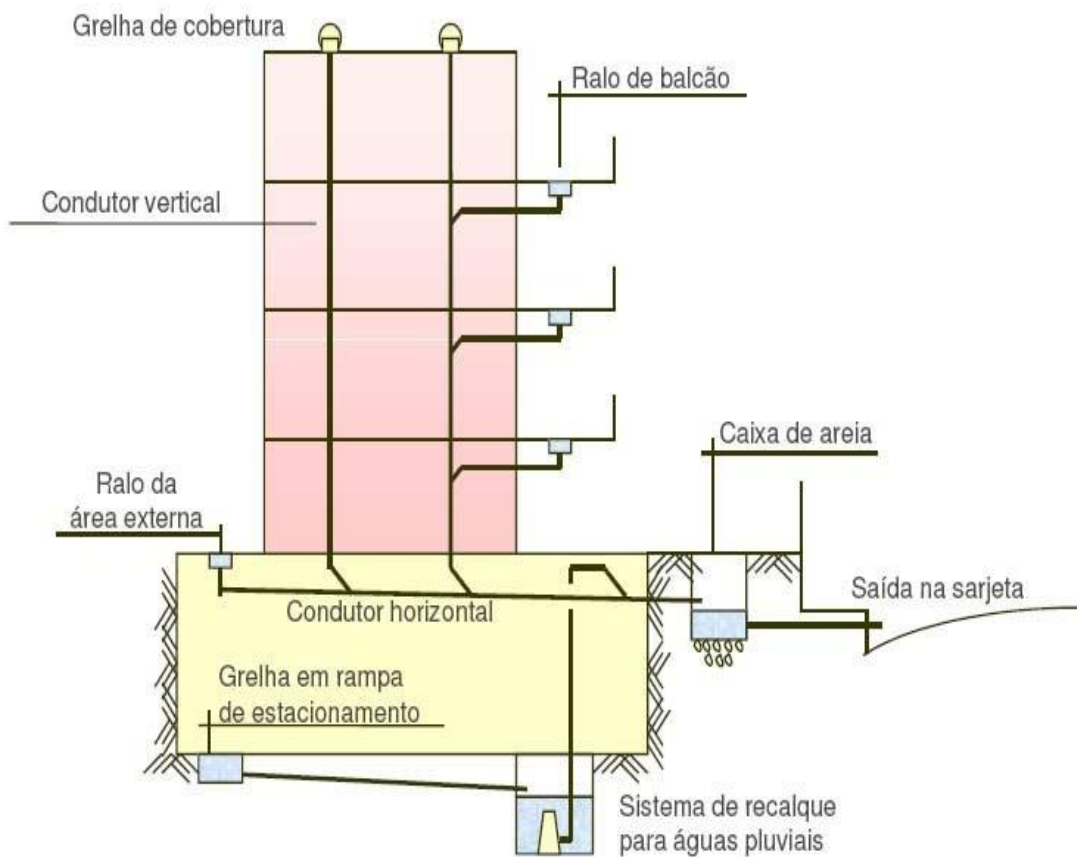 Grelha de cobertura
Ralo de balcão
Condutor vertical
Caixa de areia
Ralo da
área externa
Saída na sarjeta
Condutor horizontal
Grelha em rampa
de estacionamento
Sistema de recalque
para águas pluviais